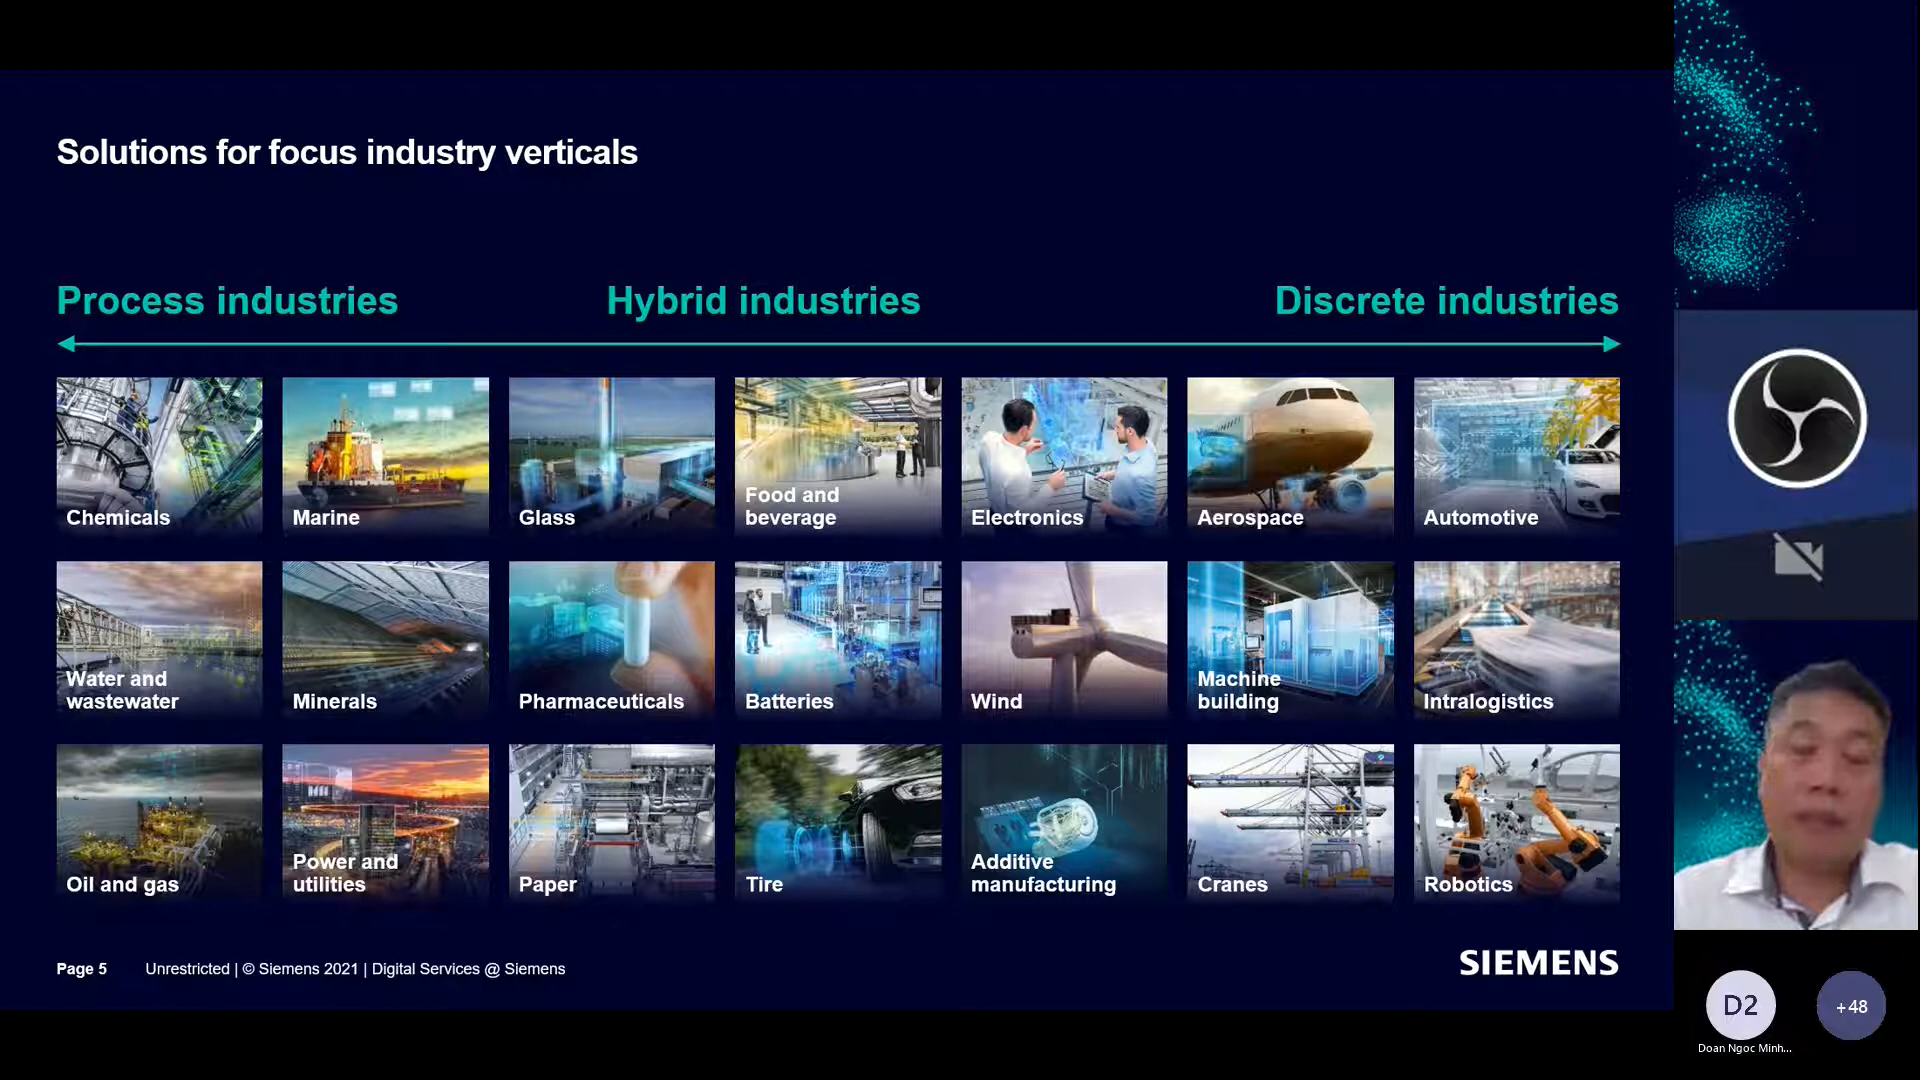 Solutions for focus industry verticals
Process industries
Hybrid industries
Discrete industries
Chemicals
Marine
Glass
Food and
beverage
Electronics
Aerospace
Automotive
Water and
wastewater
Minerals
Pharmaceuticals
Batteries
Wind
Machine
building
Intralogistics
Oil and gas
Power and
utilities
Paper
Tire
Additive
manufacturing
Cranes
Robotics
Page 5
Unrestricted | © Siemens 2021 | Digital Services @ Siemens
SIEMENS
D2
+48
Doan Ngoc Minh...